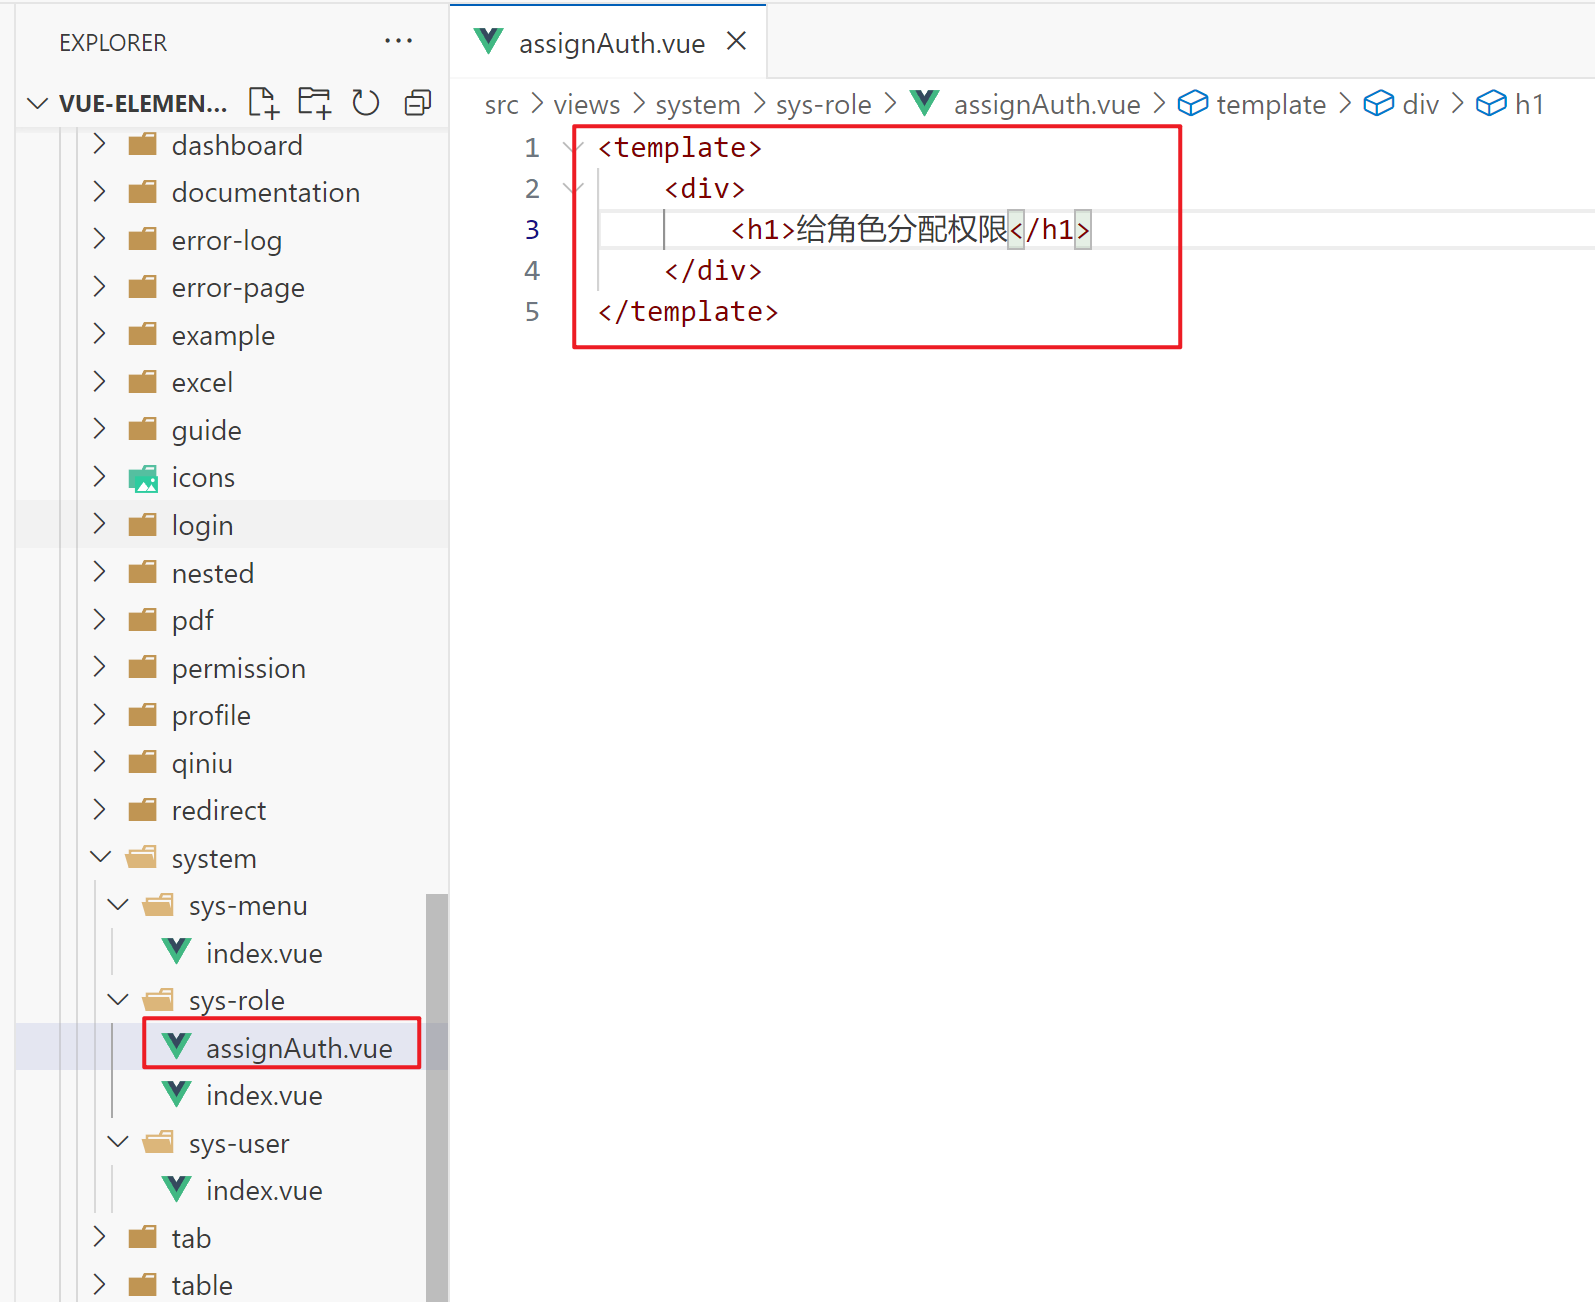 EXPLORER
VUE-ELEMEN...
dashboard
documentation
error-log
error-page
example
excel
guide
icons
login
nested
pdf
permission
profile
qiniu
redirect
system
sys-menu
index.vue
sys-role
assignAuth.vue
index.vue
sys-user
index.vue
tab
table
assignAuth.vue
src > views > system > sys-role > assignAuth.vue > template > div > h1
1 <template>
2 <div>
3 <h1>给角色分配权限</h1>
4 </div>
5 </template>